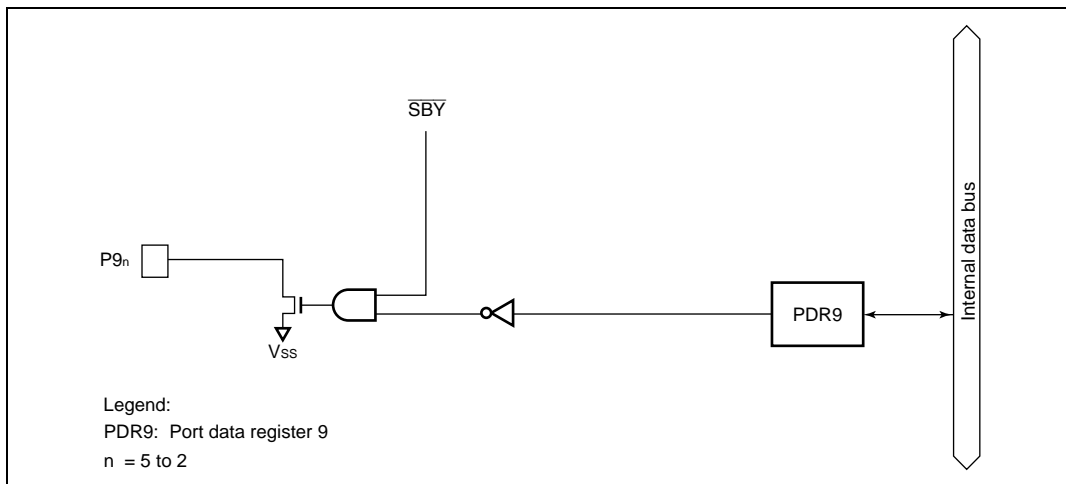 SBY
P9n
PDR9
Internal data bus
VSS
Legend:
PDR9: Port data register 9
n = 5 to 2